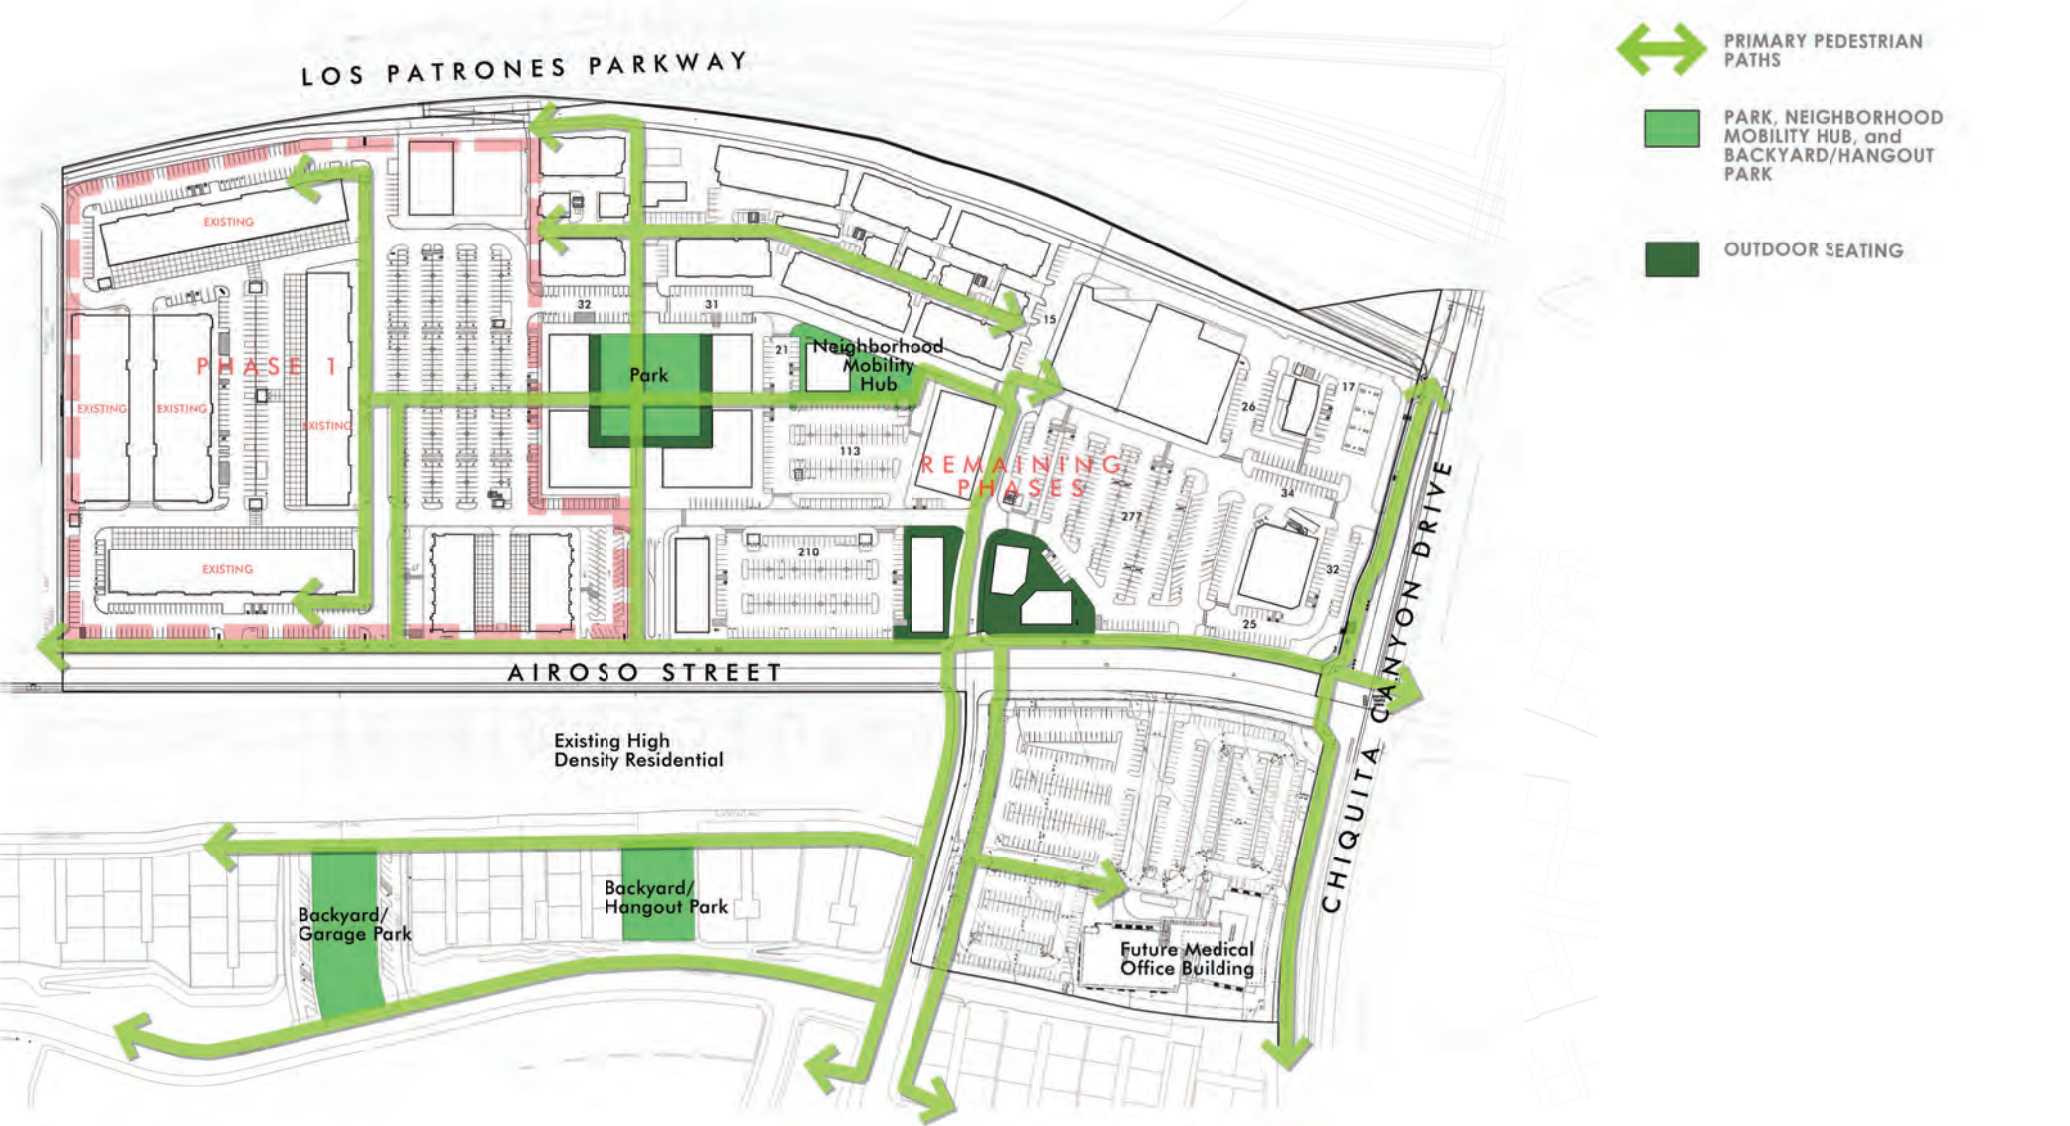 LOS PATRONES PARKWAY
PRIMARY PEDESTRIAN
PATHS
PARK, NEIGHBORHOOD
MOBILITY HUB, and
BACKYARD/HANGOUT
PARK
OUTDOOR SEATING
EXISTING
32
31
15
21
Neighborhood
Mobility
Hub
PHASE 1
Park
17
26
EXISTING
EXISTING
EXISTING
113
REMAINING
PHASES
34
277
210
EXISTING
32
25
AIROSO STREET
CHIQUITA CANYON DRIVE
Existing High
Density Residential
Backyard/
Hangout Park
Backyard/
Garage Park
Future Medical
Office Building